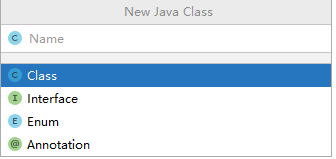 New Java Class
C Name
C Class
I Interface
E Enum
@ Annotation